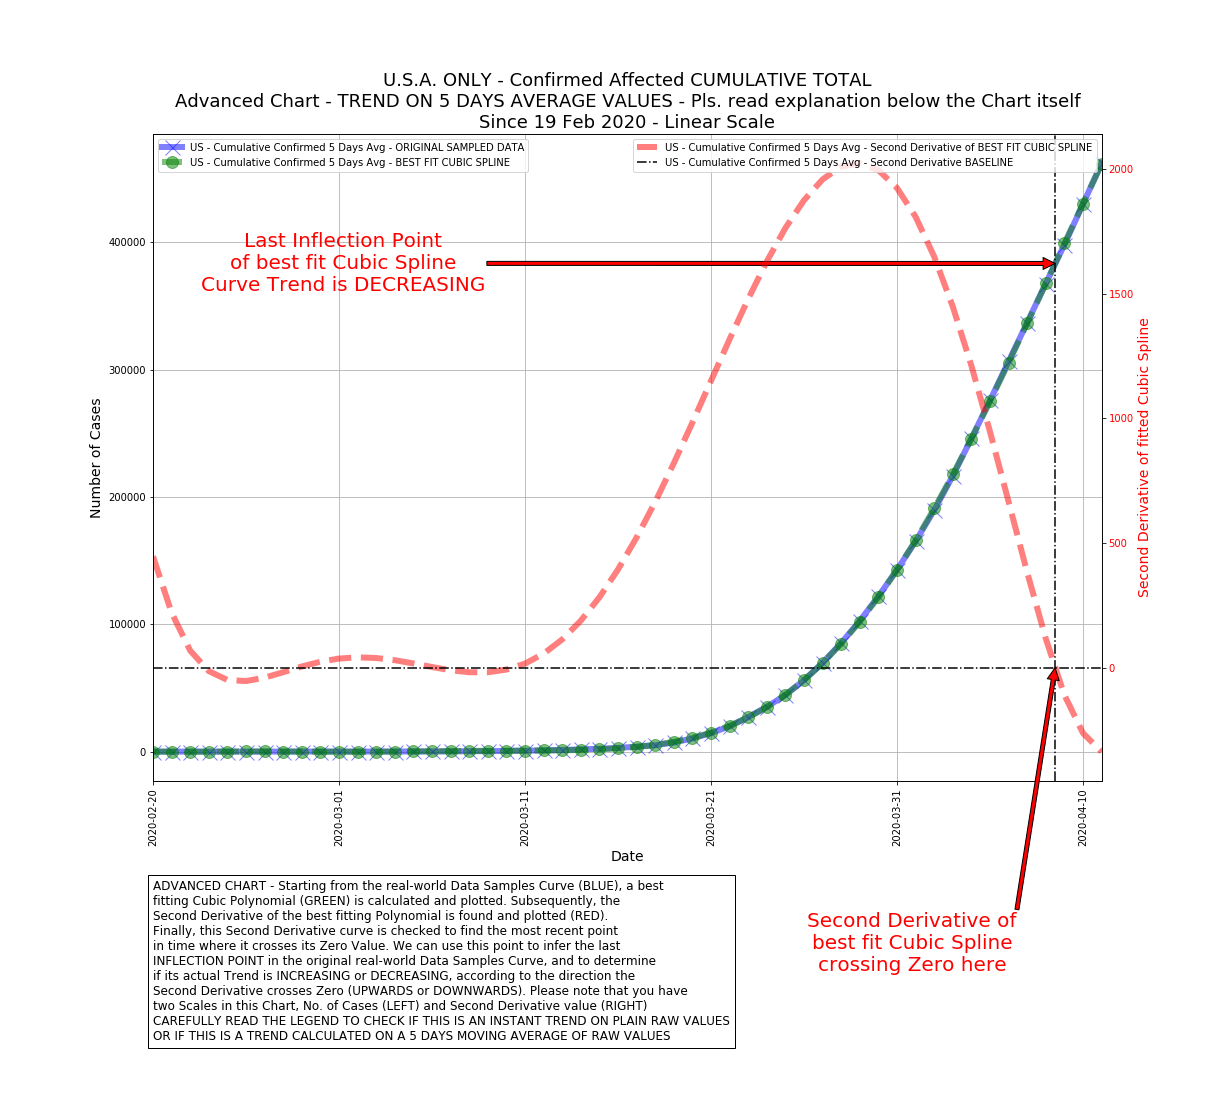 U.S.A. ONLY - Confirmed Affected CUMULATIVE TOTAL
Advanced Chart - TREND ON 5 DAYS AVERAGE VALUES - Pls. read explanation below the Chart itself
Since 19 Feb 2020 - Linear Scale
US - Cumulative Confirmed 5 Days Avg - ORIGINAL SAMPLED DATA
US - Cumulative Confirmed 5 Days Avg - BEST FIT CUBIC SPLINE
US - Cumulative Confirmed 5 Days Avg - Second Derivative of BEST FIT CUBIC SPLINE
US - Cumulative Confirmed 5 Days Avg - Second Derivative BASELINE
Last Inflection Point
of best fit Cubic Spline
Curve Trend is DECREASING
Number of Cases
400000
300000
200000
100000
0
2000
1500
1000
500
0
Second Derivative of fitted Cubic Spline
2020-02-20
2020-03-01
2020-03-11
2020-03-21
2020-03-31
2020-04-10
Date
ADVANCED CHART - Starting from the real-world Data Samples Curve (BLUE), a best
fitting Cubic Polynomial (GREEN) is calculated and plotted. Subsequently, the
Second Derivative of the best fitting Polynomial is found and plotted (RED).
Finally, this Second Derivative curve is checked to find the most recent point
in time where it crosses its Zero Value. We can use this point to infer the last
INFLECTION POINT in the original real-world Data Samples Curve, and to determine
if its actual Trend is INCREASING or DECREASING, according to the direction the
Second Derivative crosses Zero (UPWARDS or DOWNWARDS). Please note that you have
two Scales in this Chart, No. of Cases (LEFT) and Second Derivative value (RIGHT)
CAREFULLY READ THE LEGEND TO CHECK IF THIS IS AN INSTANT TREND ON PLAIN RAW VALUES
OR IF THIS IS A TREND CALCULATED ON A 5 DAYS MOVING AVERAGE OF RAW VALUES
Second Derivative of
best fit Cubic Spline
crossing Zero here